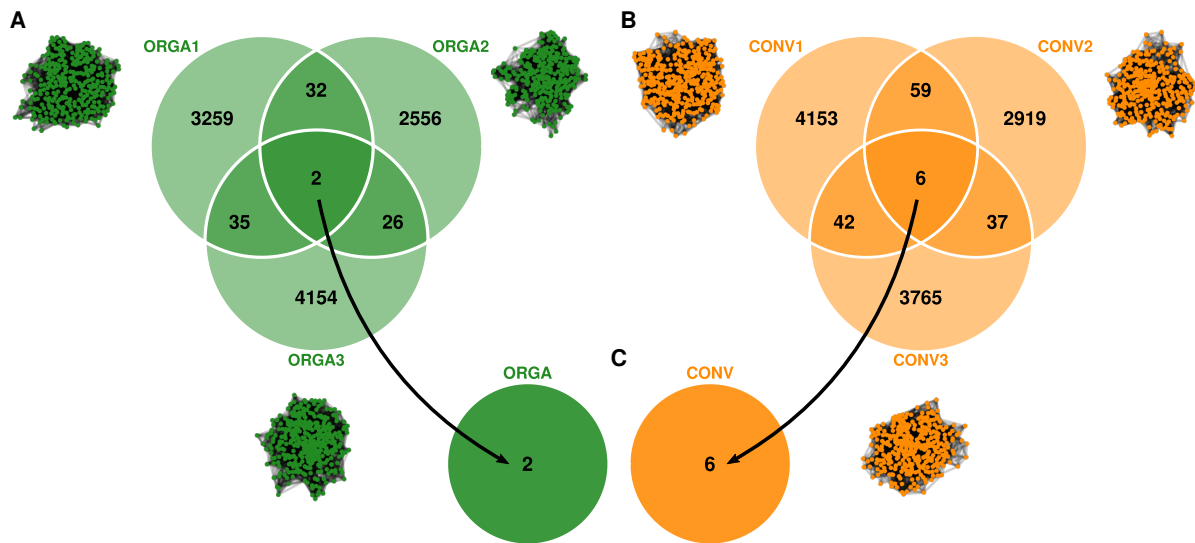 A
B
ORGA1
ORGA2
CONV1
CONV2
32
59
3259
2556
4153
2919
2
6
35
26
42
37
4154
3765
ORGA3
C
CONV3
ORGA
CONV
2
6